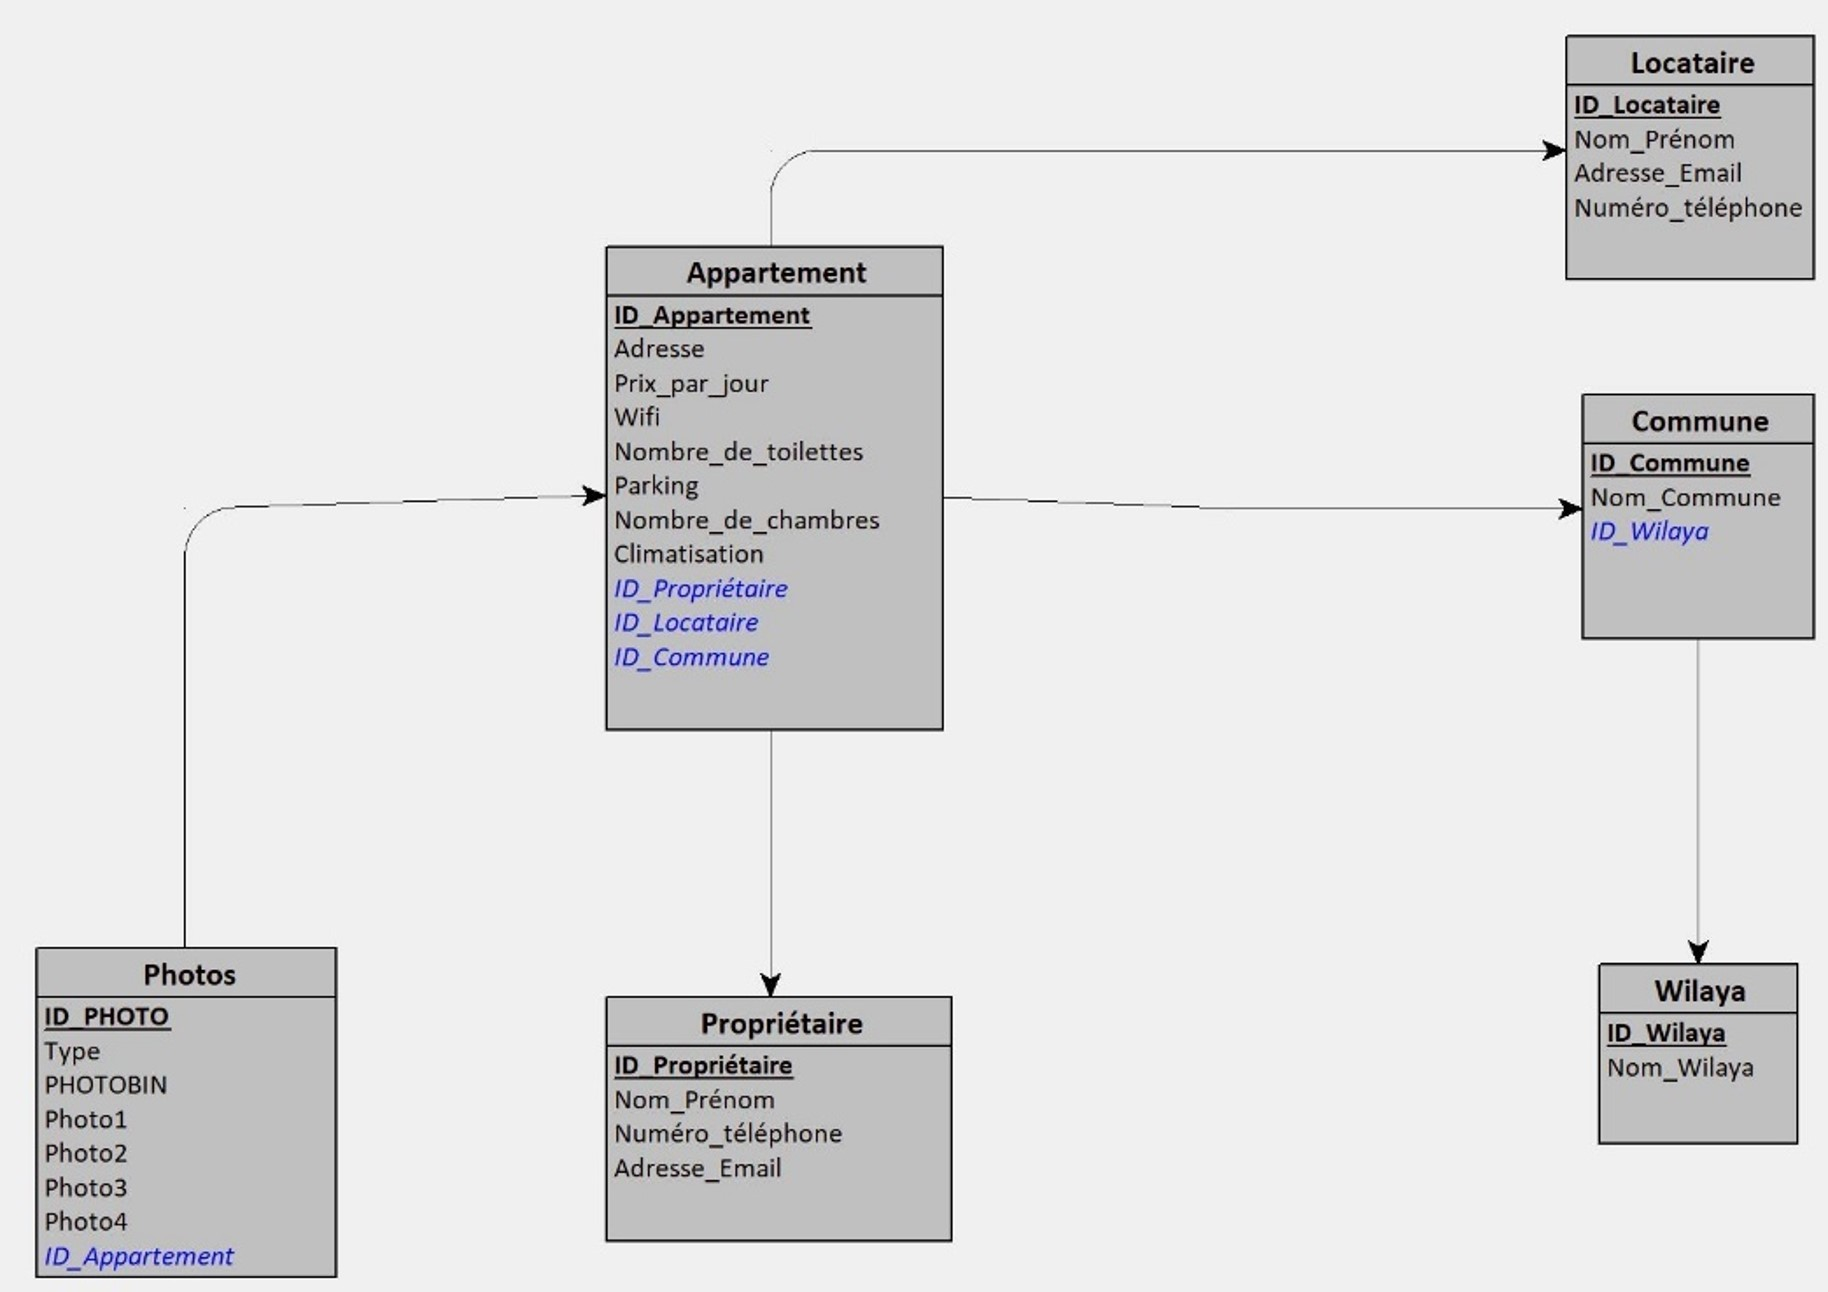 Locataire
ID_Locataire
Nom_Prénom
Adresse_Email
Numéro_téléphone
Appartement
ID_Appartement
Adresse
Prix_par_jour
Wifi
Nombre_de_toilettes
Parking
Nombre_de_chambres
Climatisation
ID_Propriétaire
ID_Locataire
ID_Commune
Commune
ID_Commune
Nom_Commune
ID_Wilaya
Photos
ID_PHOTO
Type
PHOTOBIN
Photo1
Photo2
Photo3
Photo4
ID_Appartement
Propriétaire
ID_Propriétaire
Nom_Prénom
Numéro_téléphone
Adresse_Email
Wilaya
ID_Wilaya
Nom_Wilaya